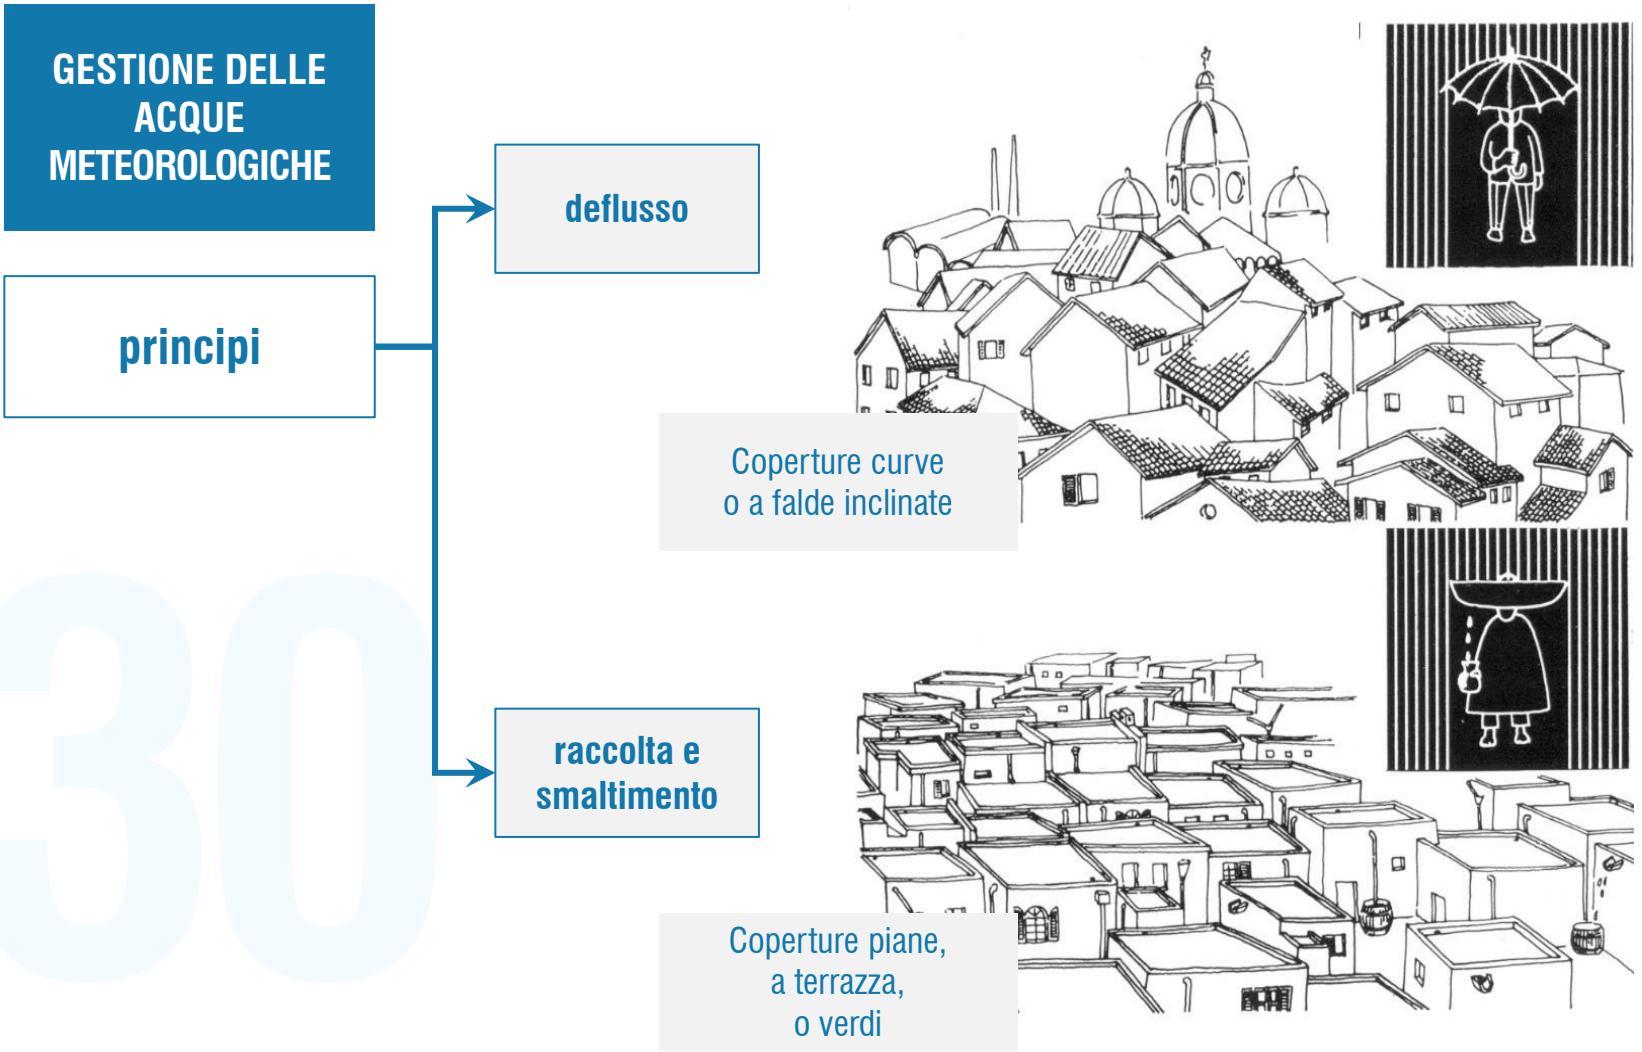 GESTIONE DELLE
ACQUE
METEOROLOGICHE
principi
deflusso
Coperture curve
o a falde inclinate
raccolta e
smaltimento
Coperture piane,
a terrazza,
o verdi
30